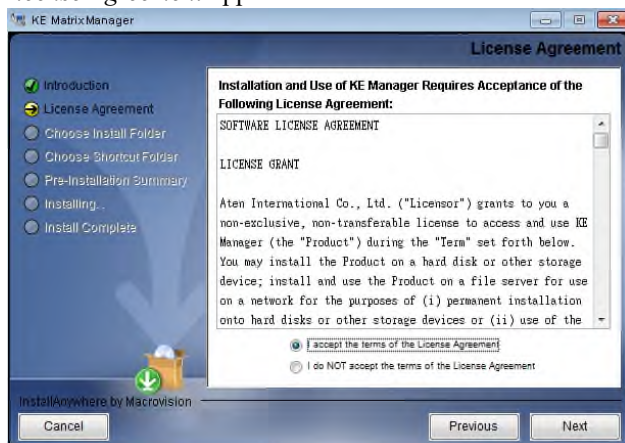 KE MatrixManager
License Agreement
Introduction
License Agreement
Choose Install Folder
Choose Shortcut Folder
Pre-Installation Summary
Installing...
Install Complete
Installation and Use of KE Manager Requires Acceptance of the
Following License Agreement:
SOFTWARE LICENSE AGREEMENT
LICENSE GRANT
Aten International Co., Ltd. ("Licensor") grants to you a
non-exclusive, non-transferable license to access and use KE
Manager (the "Product") during the "Term" set forth below.
You may install the Product on a hard disk or other storage
device; install and use the Product on a file server for use
on a network for the purposes of (i) permanent installation
onto hard disks or other storage devices or (ii) use of the
I accept the terms of the License Agreement
I do NOT accept the terms of the License Agreement
InstallAnywhere by Macrovision
Cancel
Previous
Next